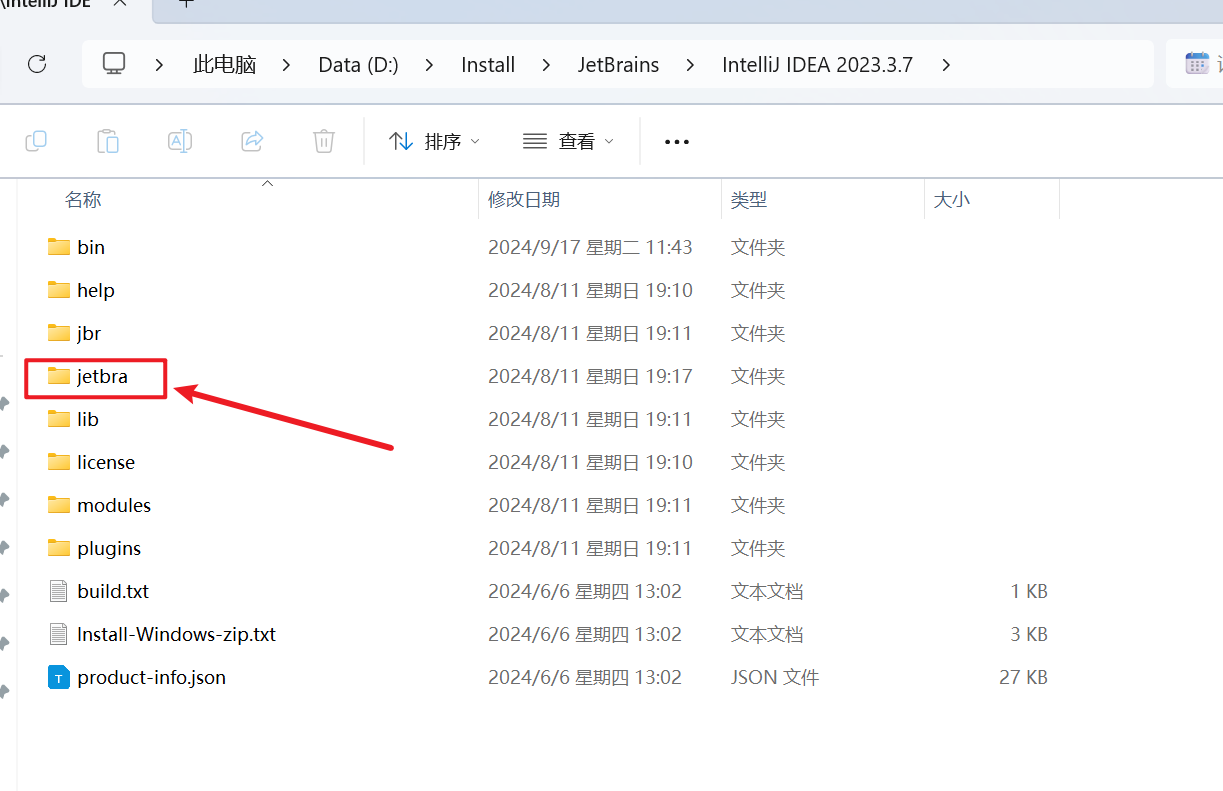 \IntelliJ IDE
此电脑 > Data (D:) > Install > JetBrains > IntelliJ IDEA 2023.3.7 >
排序 查看
名称 修改日期 类型 大小
bin 2024/9/17 星期二 11:43 文件夹
help 2024/8/11 星期日 19:10 文件夹
jbr 2024/8/11 星期日 19:11 文件夹
jetbra 2024/8/11 星期日 19:17 文件夹
lib 2024/8/11 星期日 19:11 文件夹
license 2024/8/11 星期日 19:10 文件夹
modules 2024/8/11 星期日 19:11 文件夹
plugins 2024/8/11 星期日 19:11 文件夹
build.txt 2024/6/6 星期四 13:02 文本文档 1 KB
Install-Windows-zip.txt 2024/6/6 星期四 13:02 文本文档 3 KB
product-info.json 2024/6/6 星期四 13:02 JSON 文件 27 KB